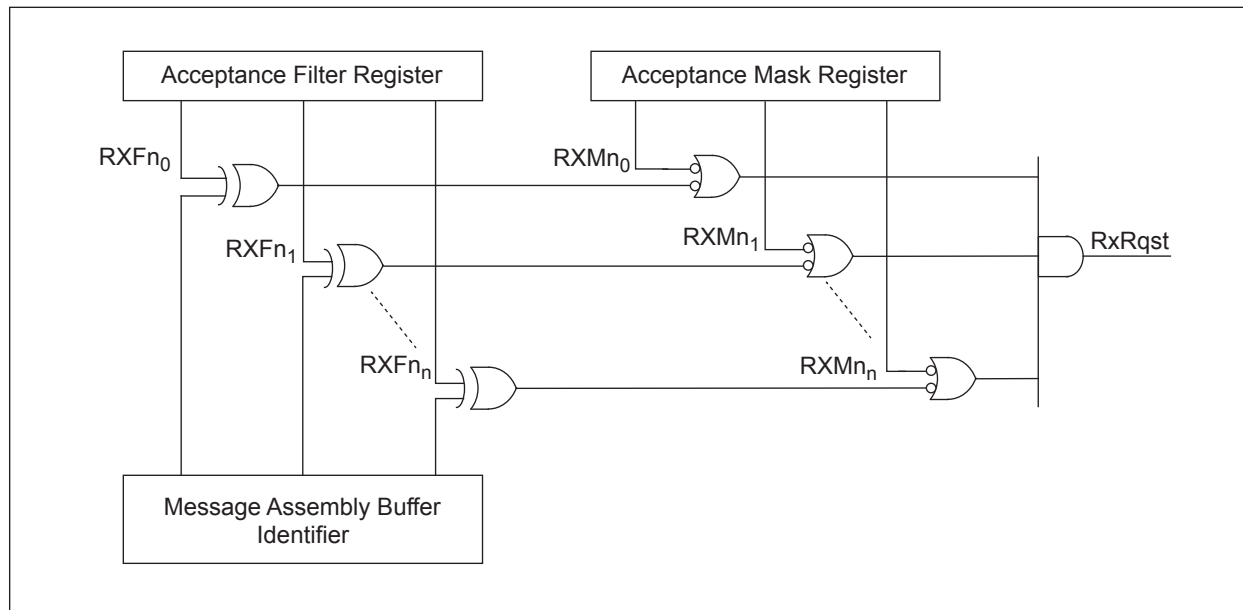 Acceptance Filter Register
Acceptance Mask Register
RXFn₀
RXMn₀
RXFn₁
RXMn₁
RxRqst
RXFnₙ
RXMnₙ
Message Assembly Buffer
Identifier